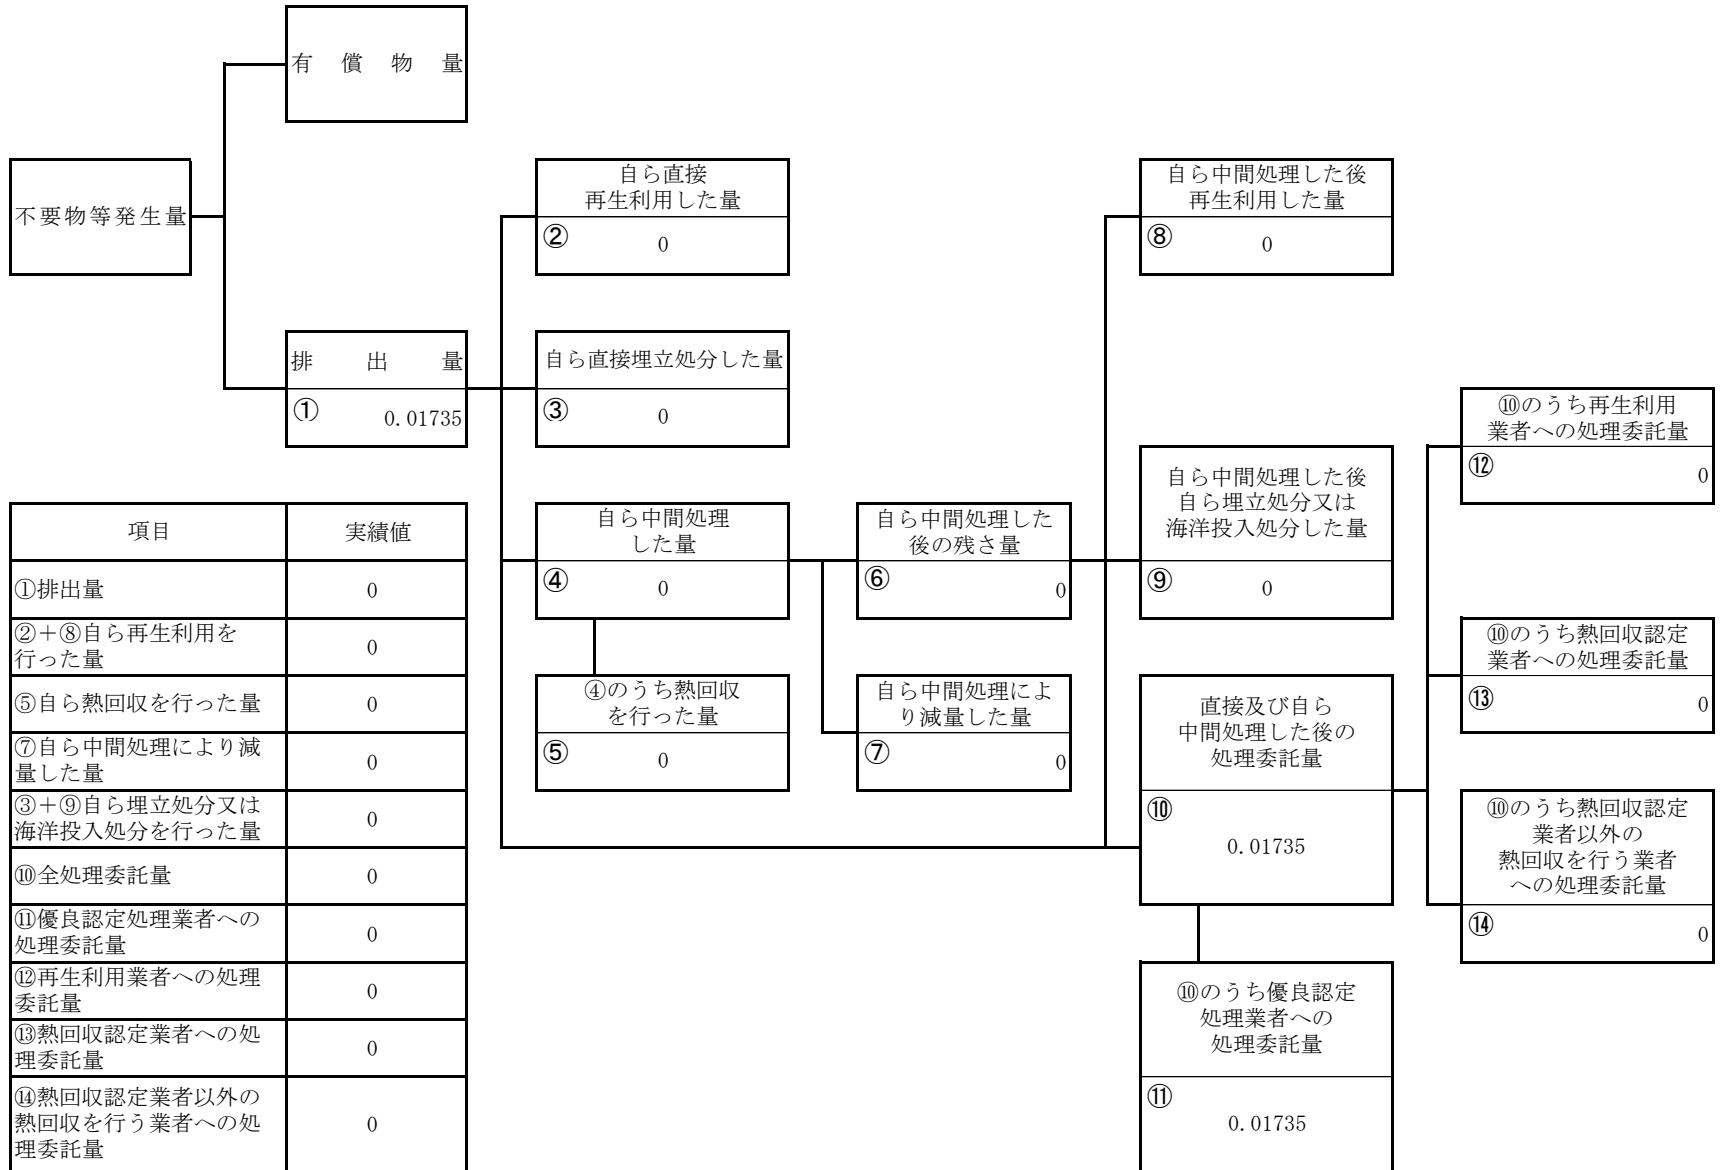 有償物量
不要物等発生量
排出量
① 0.01735
自ら直接
再生利用した量
② 0
自ら直接埋立処分した量
③ 0
自ら中間処理
した量
④ 0
④のうち熱回収
を行った量
⑤ 0
自ら中間処理した
後の残さ量
⑥ 0
自ら中間処理によ
り減量した量
⑦ 0
自ら中間処理した後
再生利用した量
⑧ 0
自ら中間処理した後
自ら埋立処分又は
海洋投入処分した量
⑨ 0
直接及び自ら
中間処理した後の
処理委託量
⑩
0.01735
⑩のうち優良認定
処理業者への
処理委託量
⑪
0.01735
⑩のうち再生利用
業者への処理委託量
⑫ 0
⑩のうち熱回収認定
業者への処理委託量
⑬ 0
⑩のうち熱回収認定
業者以外の
熱回収を行う業者
への処理委託量
⑭ 0
項目 実績値
①排出量 0
②+⑧自ら再生利用を
行った量 0
⑤自ら熱回収を行った量 0
⑦自ら中間処理により減
量した量 0
③+⑨自ら埋立処分又は
海洋投入処分を行った量 0
⑩全処理委託量 0
⑪優良認定処理業者への
処理委託量 0
⑫再生利用業者への処理
委託量 0
⑬熱回収認定業者への処
理委託量 0
⑭熱回収認定業者以外の
熱回収を行う業者への処
理委託量 0